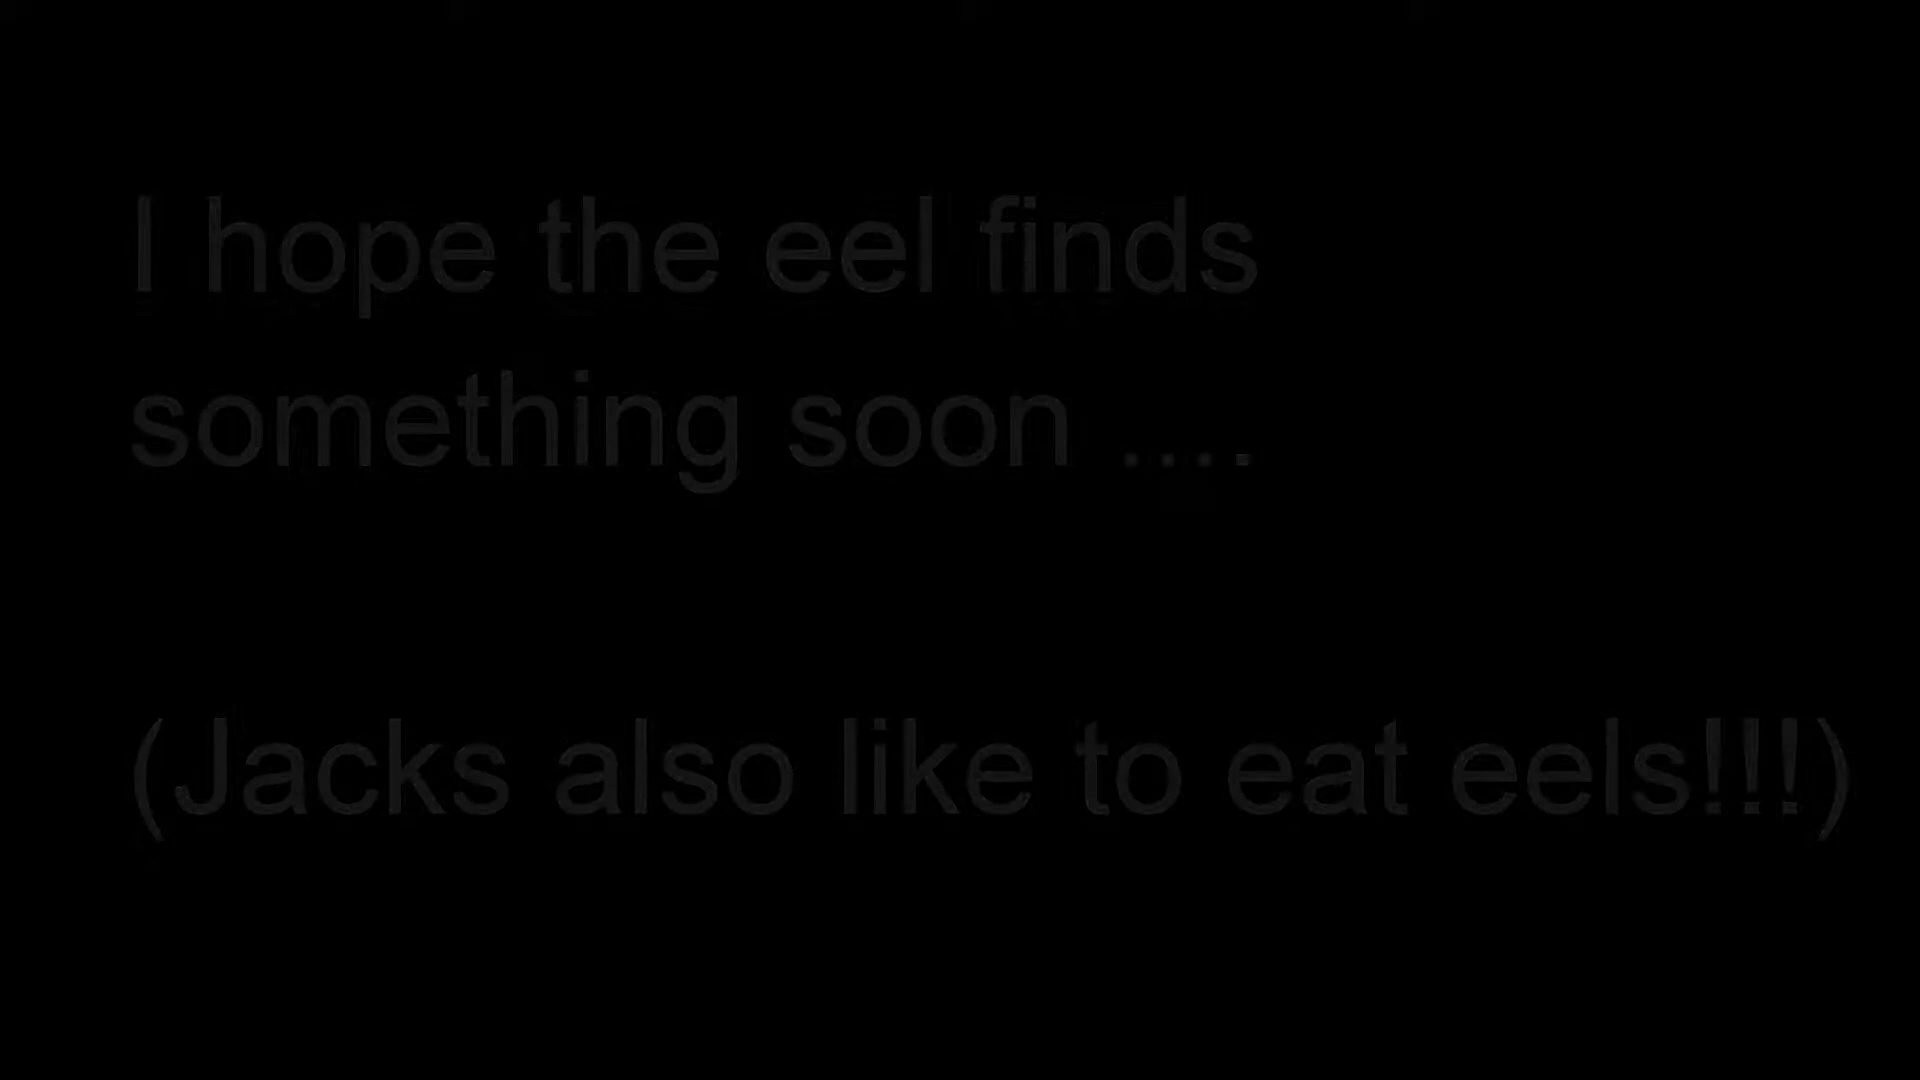 I hope the eel finds
something soon ....
(Jacks also like to eat eels!!!)